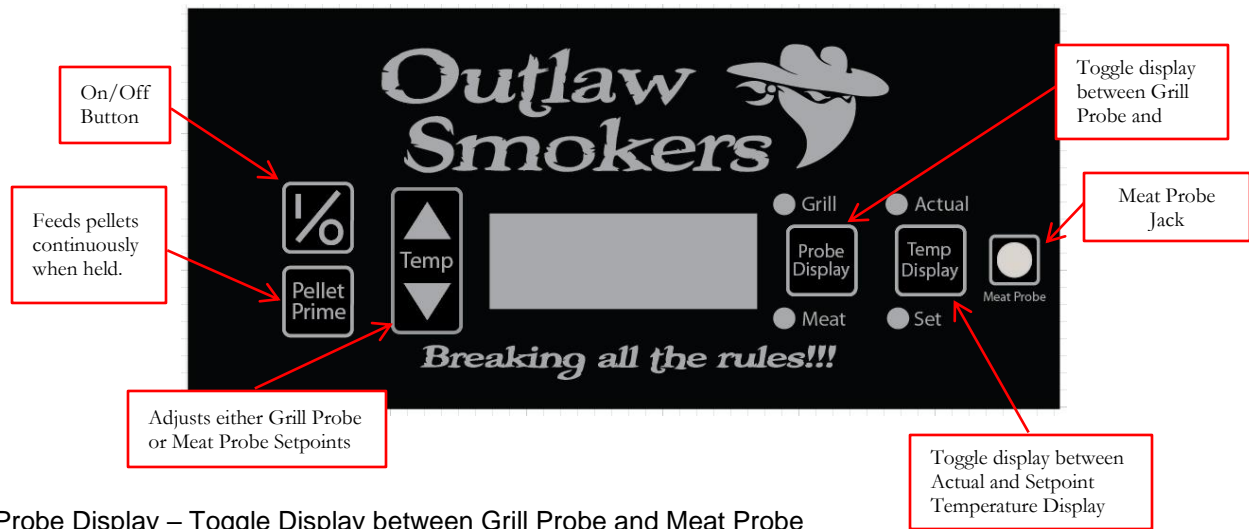 Outlaw
Smokers
On/Off
Button
Toggle display
between Grill
Probe and
Feeds pellets
continuously
when held.
Meat Probe
Jack
Grill
Actual
Temp
Probe
Display
Temp
Display
Pellet
Prime
Meat Probe
Meat
Set
Breaking all the rules!!!
Adjusts either Grill Probe
or Meat Probe Setpoints
Toggle display between
Actual and Setpoint
Temperature Display
Probe Display – Toggle Display between Grill Probe and Meat Probe